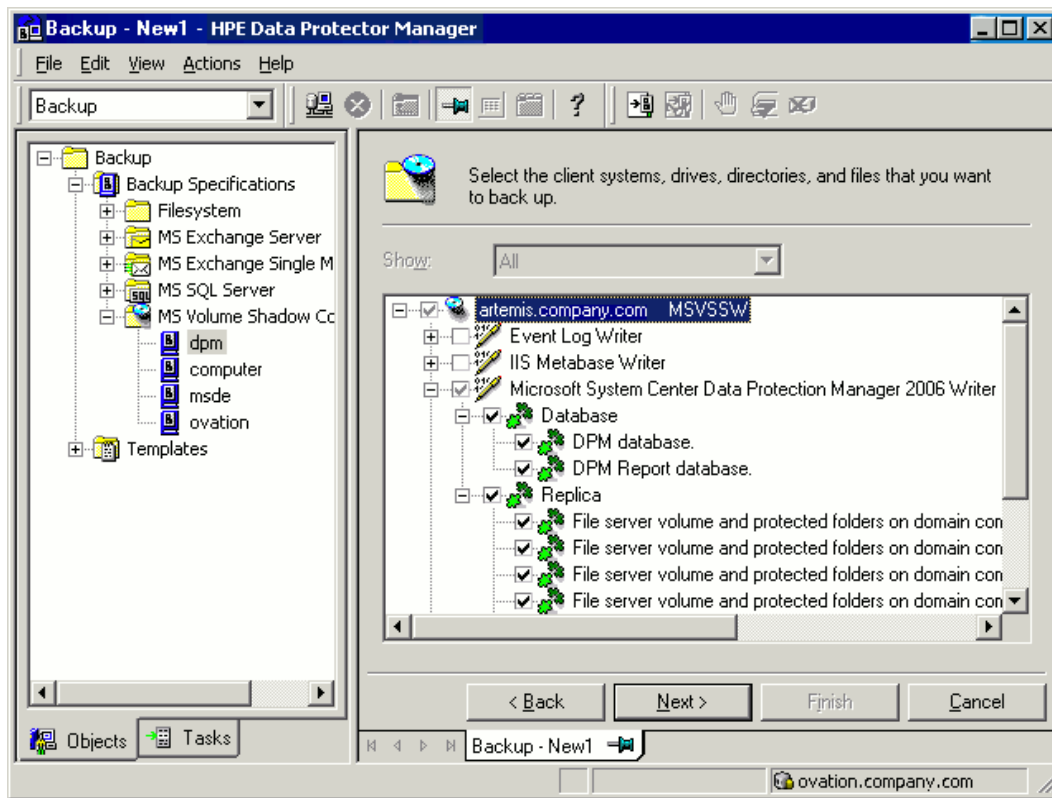 Backup - New1 - HPE Data Protector Manager
File Edit View Actions Help
Backup
Backup
Backup Specifications
Filesystem
MS Exchange Server
MS Exchange Single M
MS SQL Server
MS Volume Shadow Cc
dpm
computer
msde
ovation
Templates
Objects
Tasks
Select the client systems, drives, directories, and files that you want
to back up.
Show:
All
artemis.company.com MSVSSW
Event Log Writer
IIS Metabase Writer
Microsoft System Center Data Protection Manager 2006 Writer
Database
DPM database.
DPM Report database.
Replica
File server volume and protected folders on domain con
File server volume and protected folders on domain con
File server volume and protected folders on domain con
File server volume and protected folders on domain con
< Back
Next >
Finish
Cancel
Backup - New1
ovation.company.com